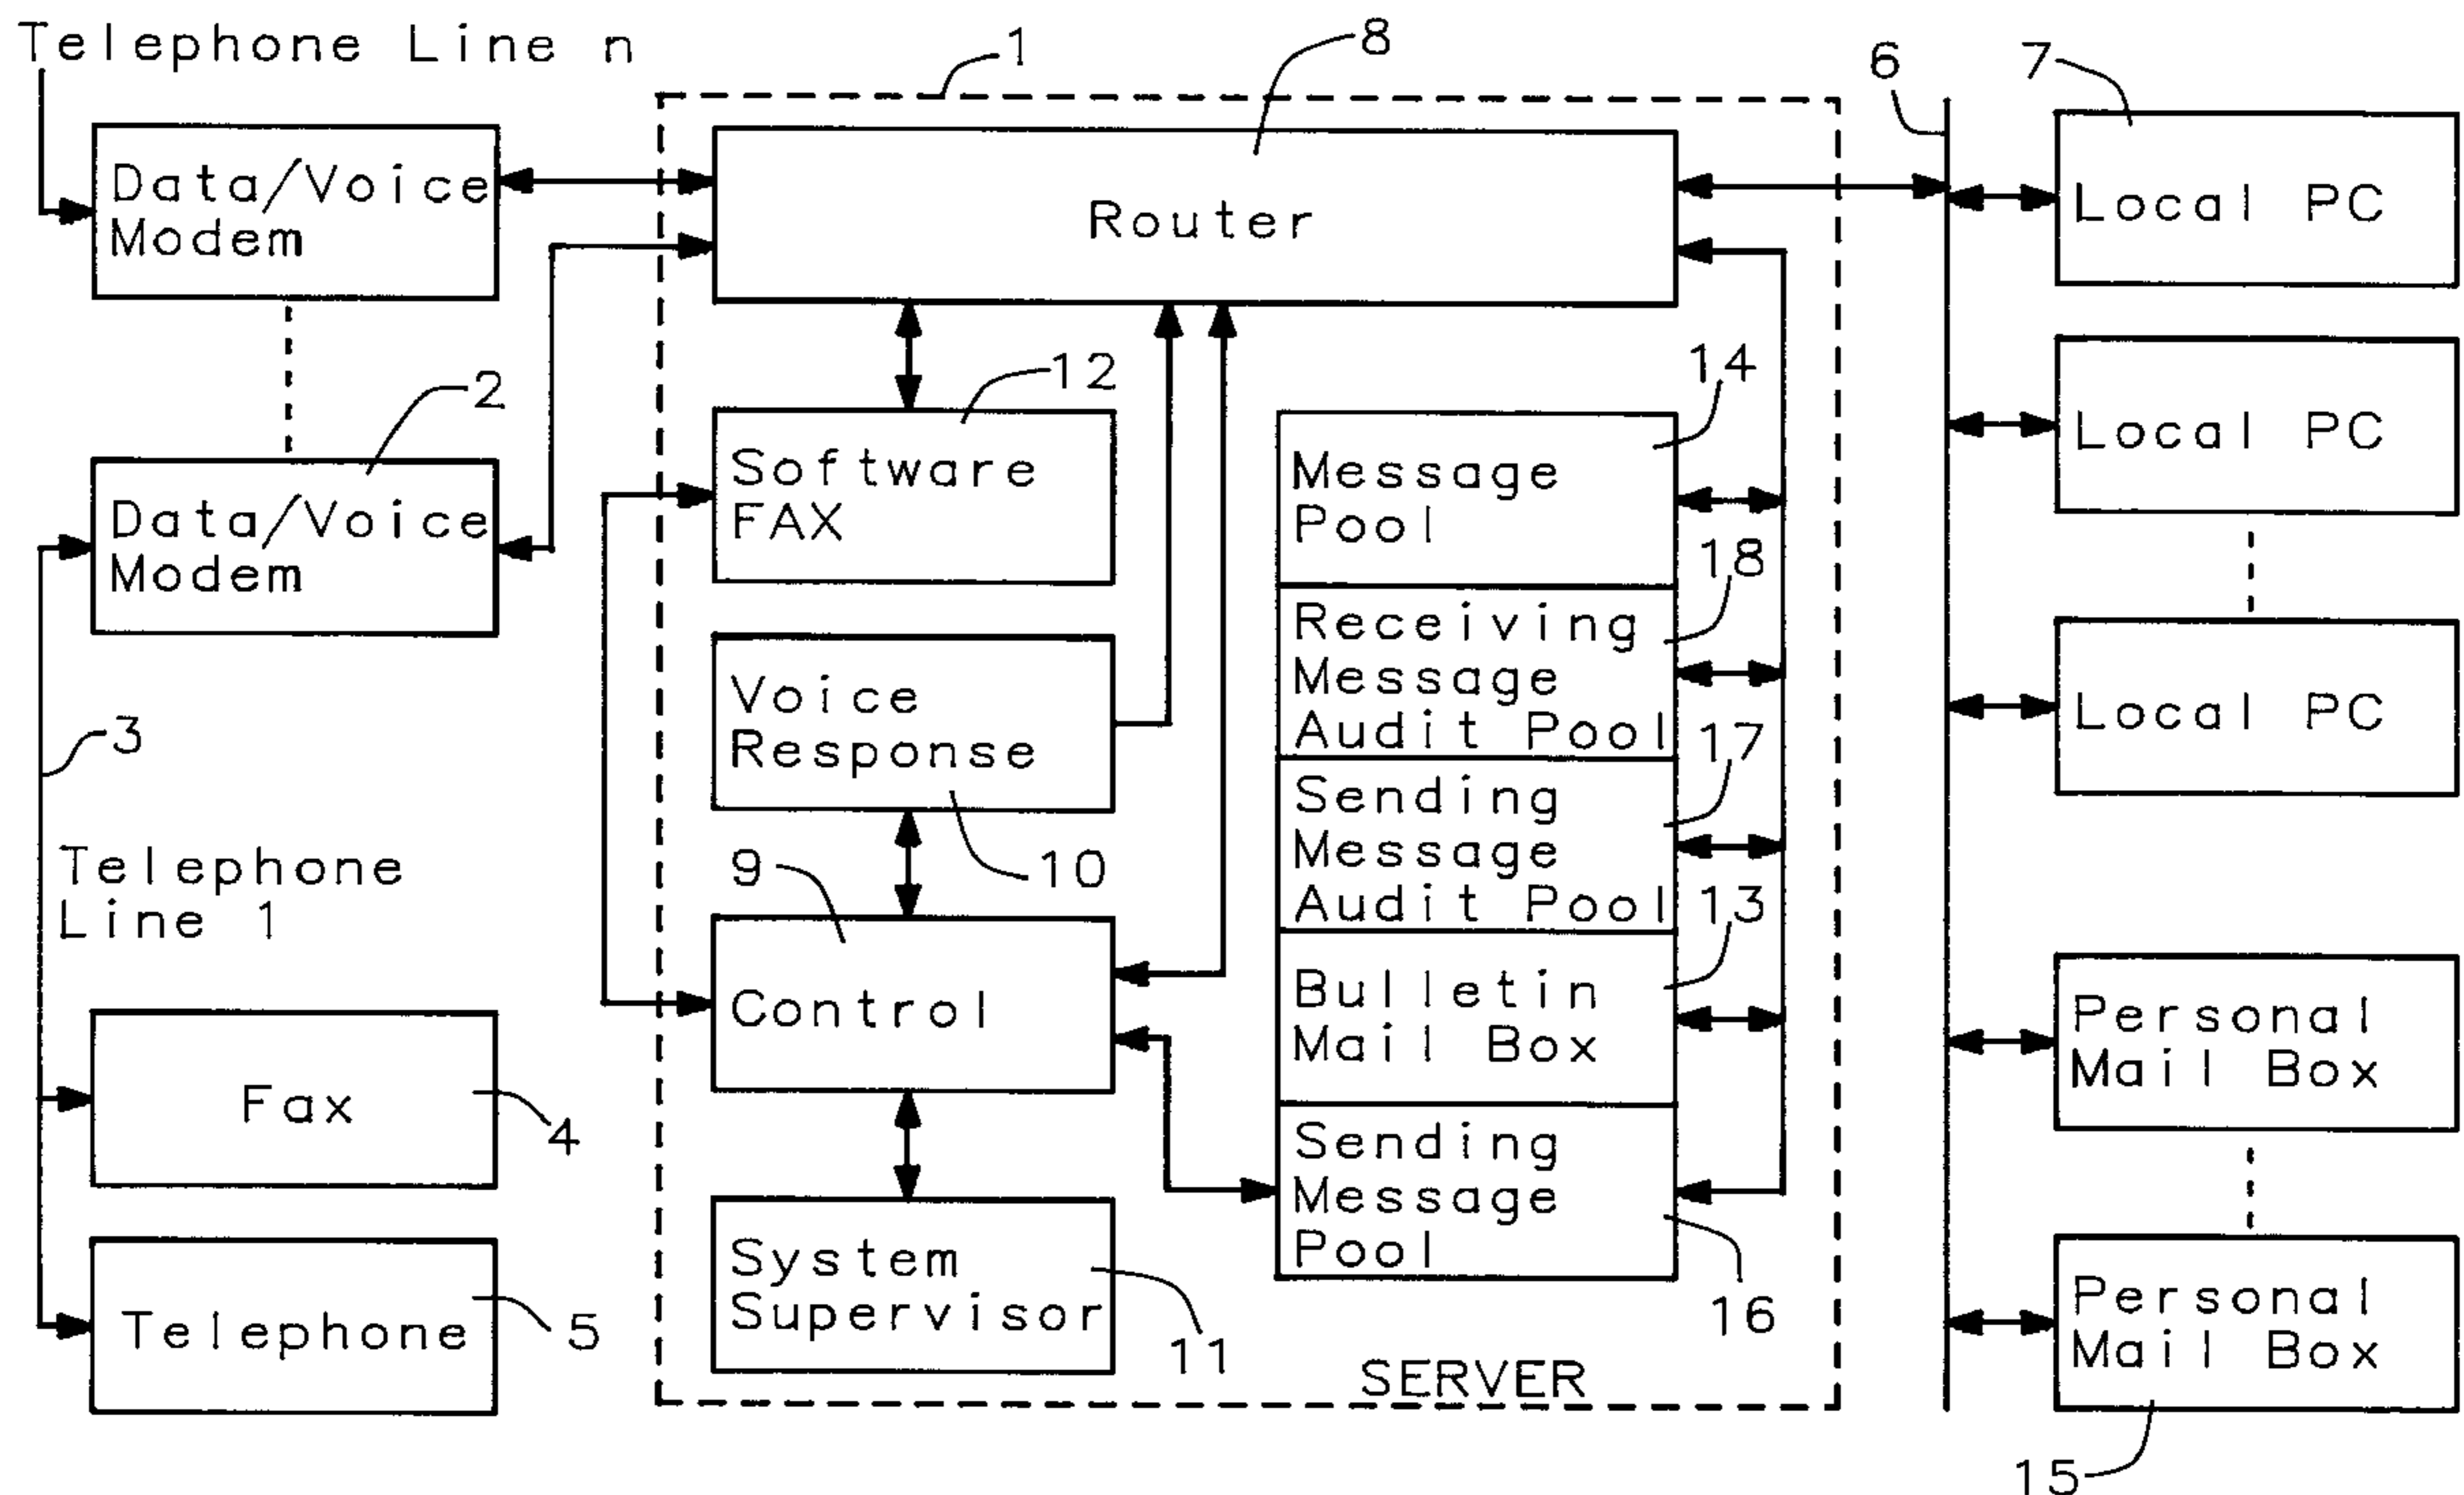 Telephone Line n
1
8
6
7
Data/Voice
Modem
Router
Local PC
2
12
14
Software
FAX
Message
Pool
Local PC
Data/Voice
Modem
18
Receiving
Message
Audit Pool
Voice
Response
Local PC
3
17
Sending
Message
Audit Pool
Telephone
Line 1
9
10
13
Control
Bulletin
Mail Box
Personal
Mail Box
Fax
4
Sending
Message
Pool
System
Supervisor
11
16
Telephone
5
Personal
Mail Box
SERVER
15